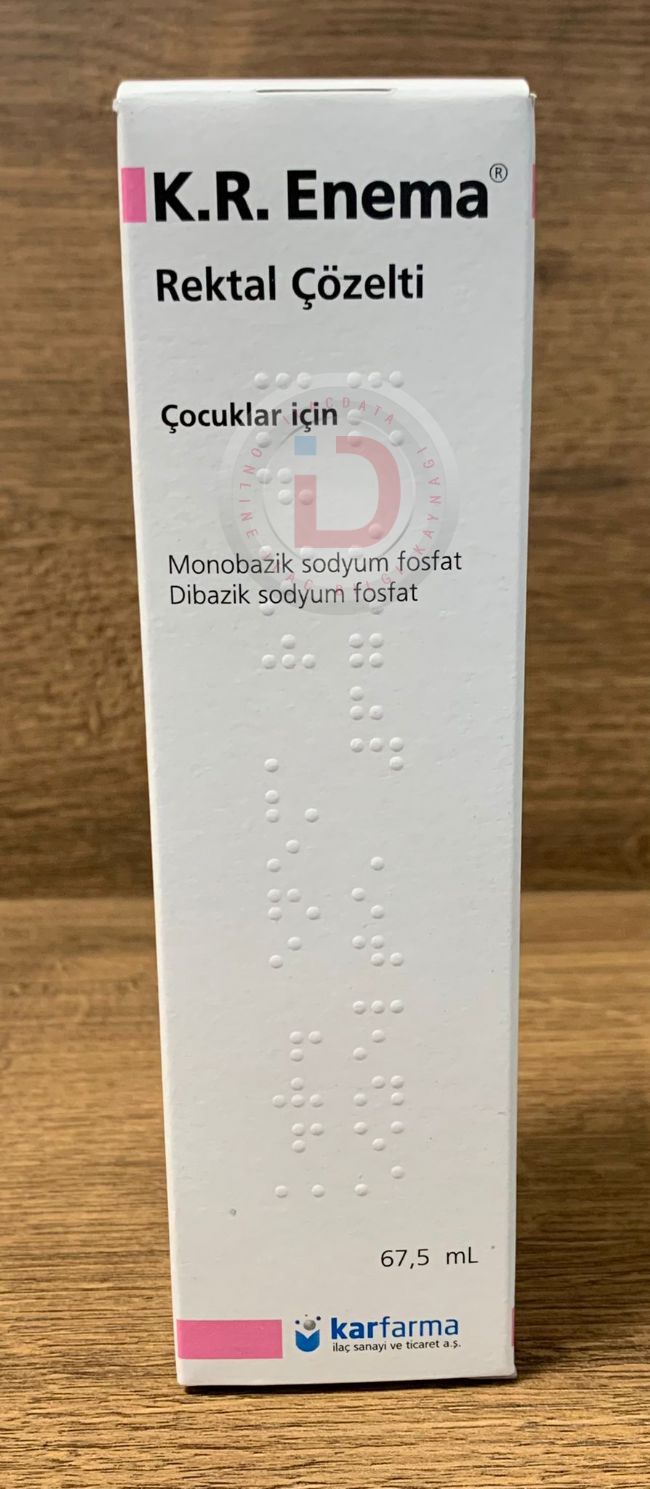 K.R. Enema®
Rektal Çözelti
Çocuklar için
Monobazik sodyum fosfat
Dibazik sodyum fosfat
67,5 mL
karfarma
ilaç sanayi ve ticaret a.ş.